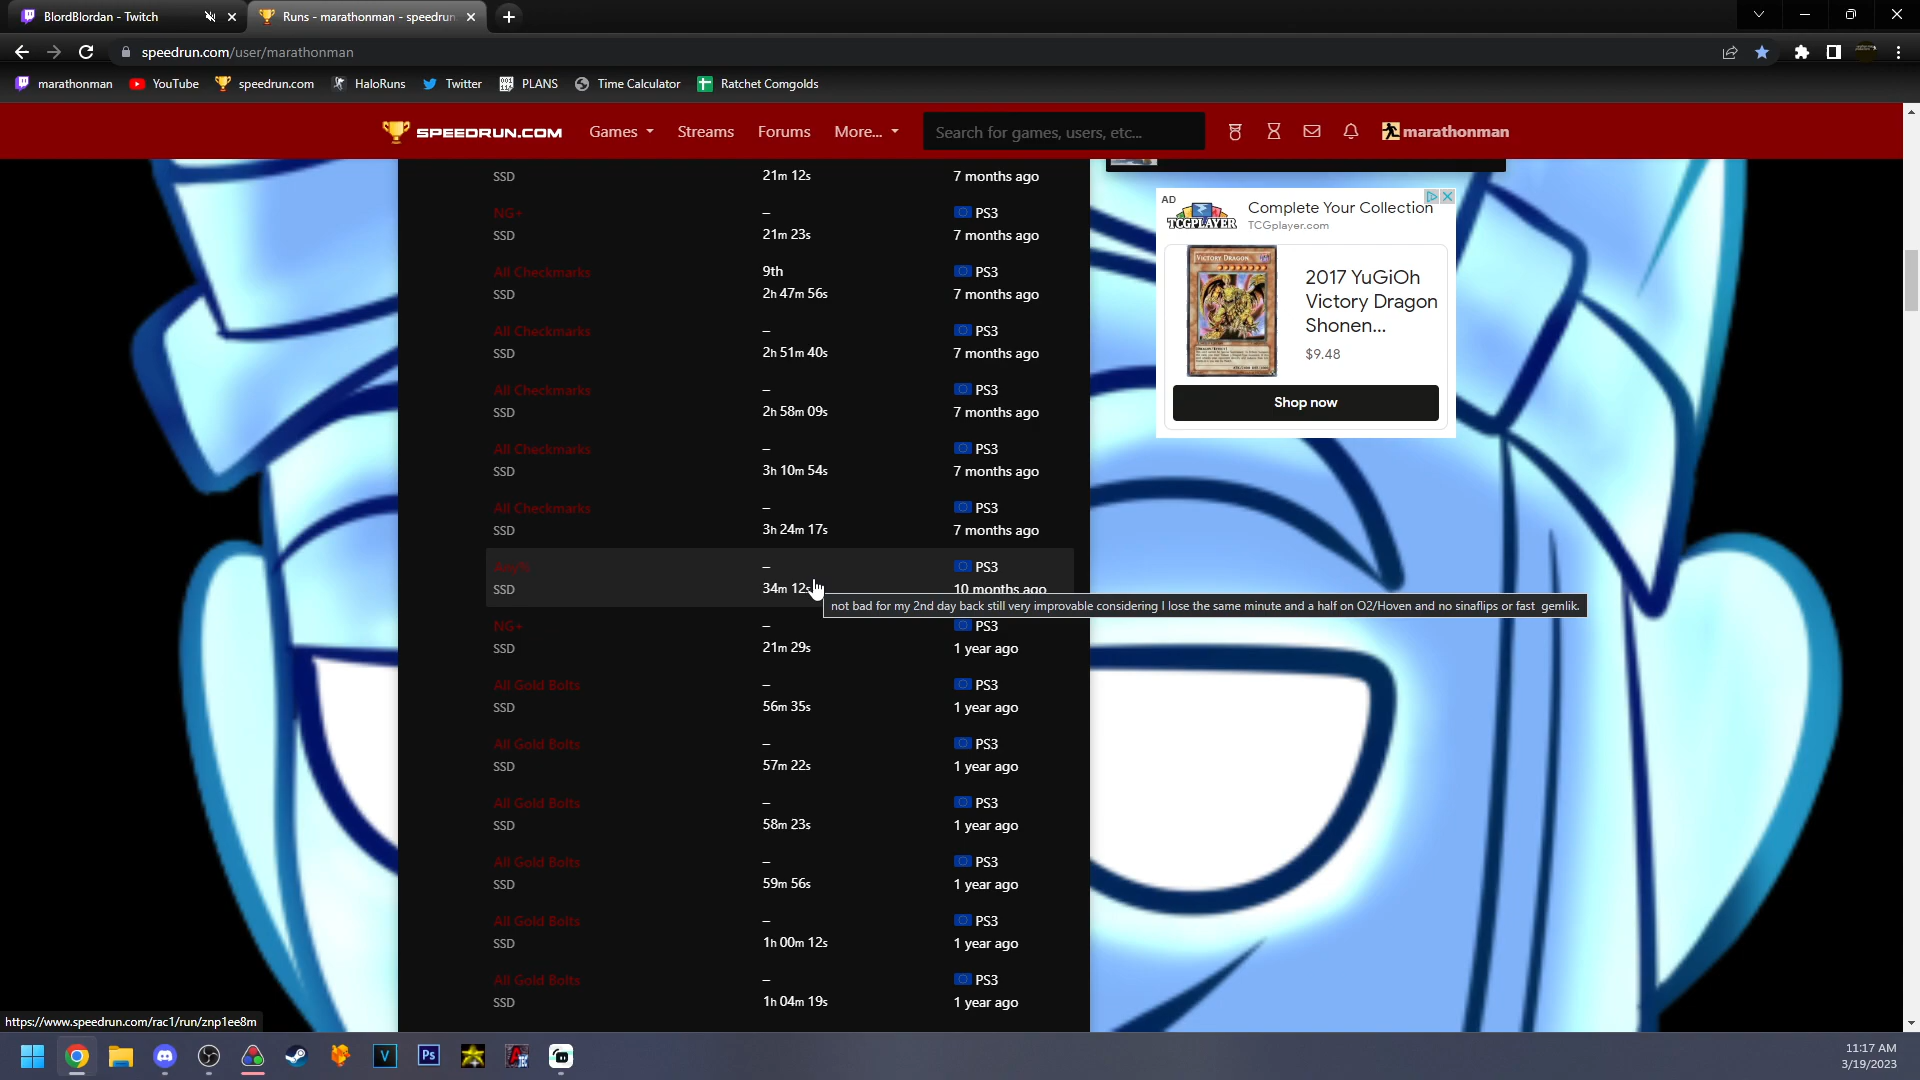 BlordBlordan - Twitch
Runs - marathonman - speedrun
speedrun.com/user/marathonman
marathonman YouTube speedrun.com HaloRuns Twitter PLANS Time Calculator Ratchet Comgolds
SPEEDRUN.COM Games Streams Forums More... Search for games, users, etc... marathonman
SSD 21m 12s 7 months ago
NG+ – PS3
SSD 21m 23s 7 months ago
All Checkmarks 9th PS3
SSD 2h 47m 56s 7 months ago
All Checkmarks – PS3
SSD 2h 51m 40s 7 months ago
All Checkmarks – PS3
SSD 2h 58m 09s 7 months ago
All Checkmarks – PS3
SSD 3h 10m 54s 7 months ago
All Checkmarks – PS3
SSD 3h 24m 17s 7 months ago
Any% – PS3
SSD 34m 12s 10 months ago
not bad for my 2nd day back still very improvable considering I lose the same minute and a half on O2/Hoven and no sinaflips or fast gemlik.
NG+ – PS3
SSD 21m 29s 1 year ago
All Gold Bolts – PS3
SSD 56m 35s 1 year ago
All Gold Bolts – PS3
SSD 57m 22s 1 year ago
All Gold Bolts – PS3
SSD 58m 23s 1 year ago
All Gold Bolts – PS3
SSD 59m 56s 1 year ago
All Gold Bolts – PS3
SSD 1h 00m 12s 1 year ago
All Gold Bolts – PS3
SSD 1h 04m 19s 1 year ago
AD
TCGPLAYER
Complete Your Collection
TCGplayer.com
VICTORY DRAGON
2017 YuGiOh
Victory Dragon
Shonen...
$9.48
Shop now
https://www.speedrun.com/rac1/run/znp1ee8m
V
Ps
11:17 AM
3/19/2023